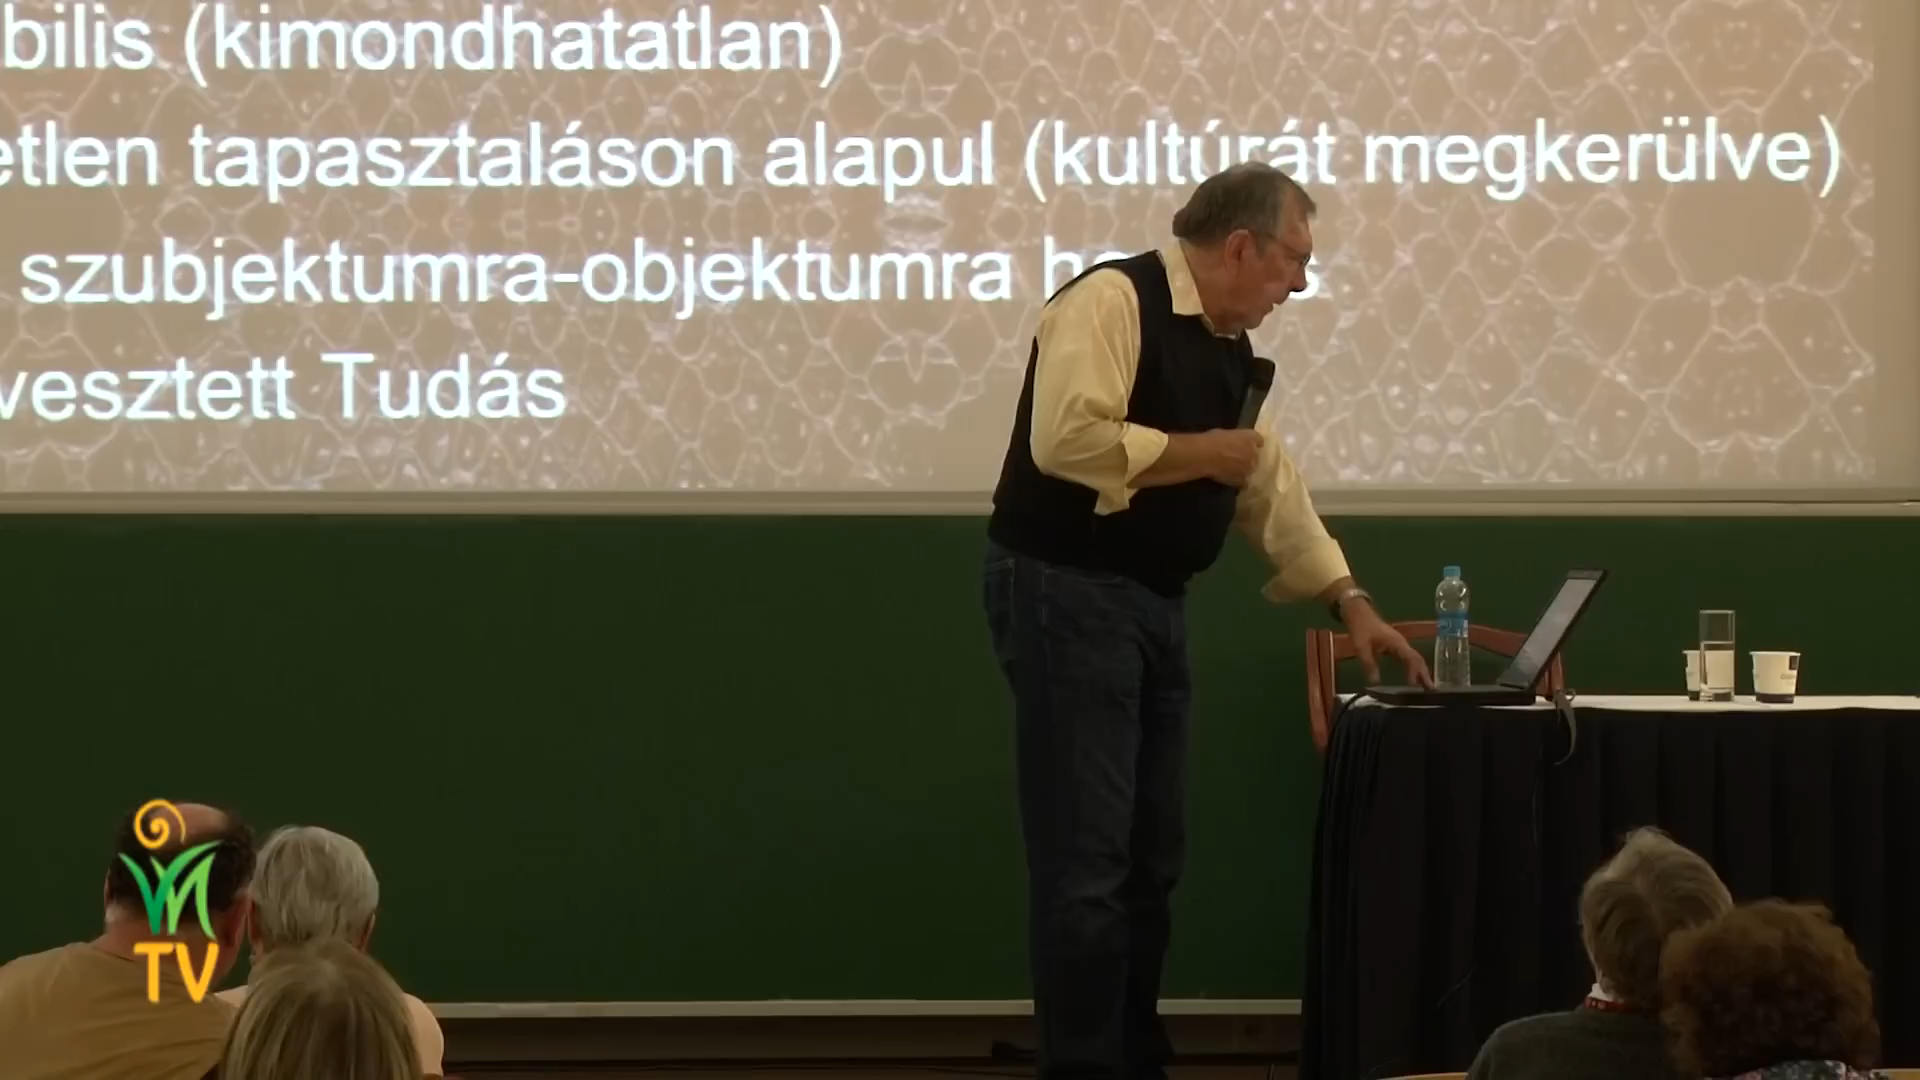 bilis (kimondhatatlan)
etlen tapasztaláson alapul (kultúrát megkerülve)
szubjektumra-objektumra
vesztett Tudás
TV